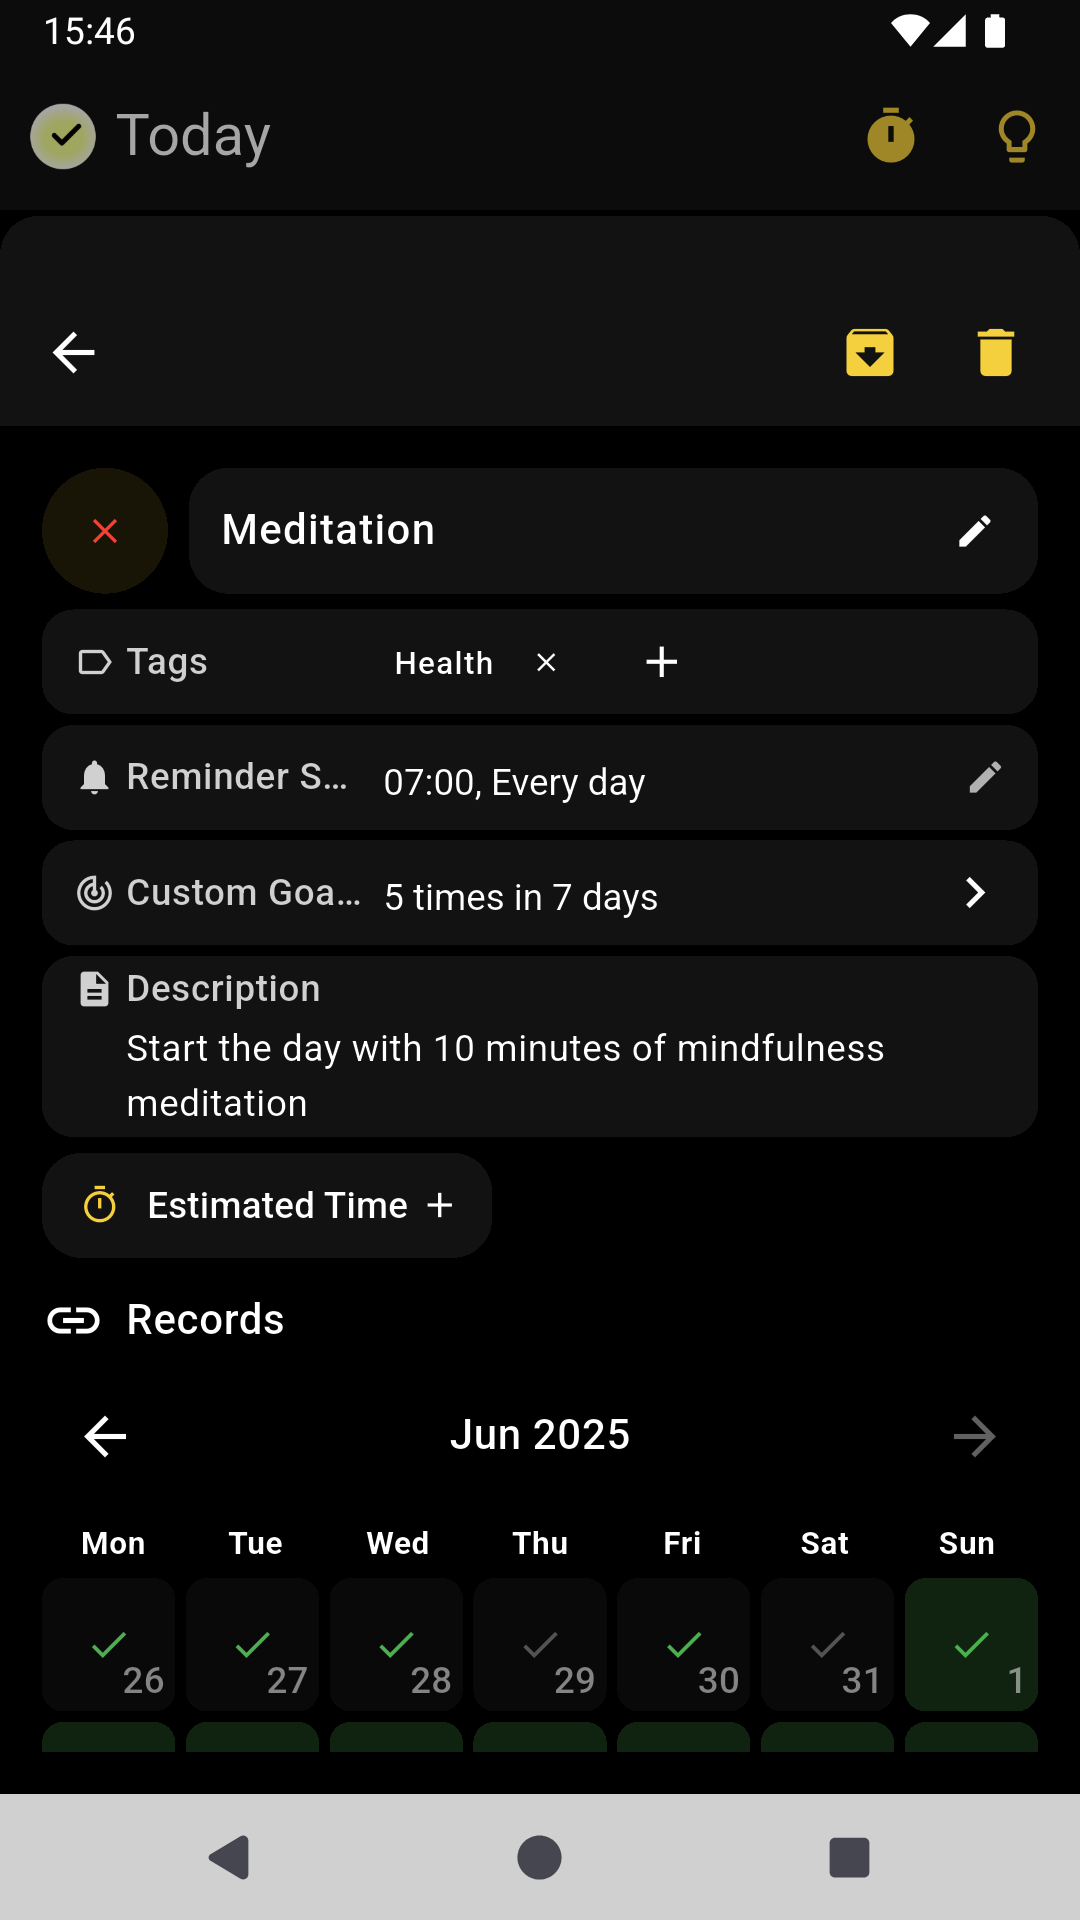 15:46
Today
Meditation
Tags
Health
Reminder S...
07:00, Every day
Custom Goa...
5 times in 7 days
Description
Start the day with 10 minutes of mindfulness
meditation
Estimated Time
Records
Jun 2025
Mon Tue Wed Thu Fri Sat Sun
26 27 28 29 30 31 1